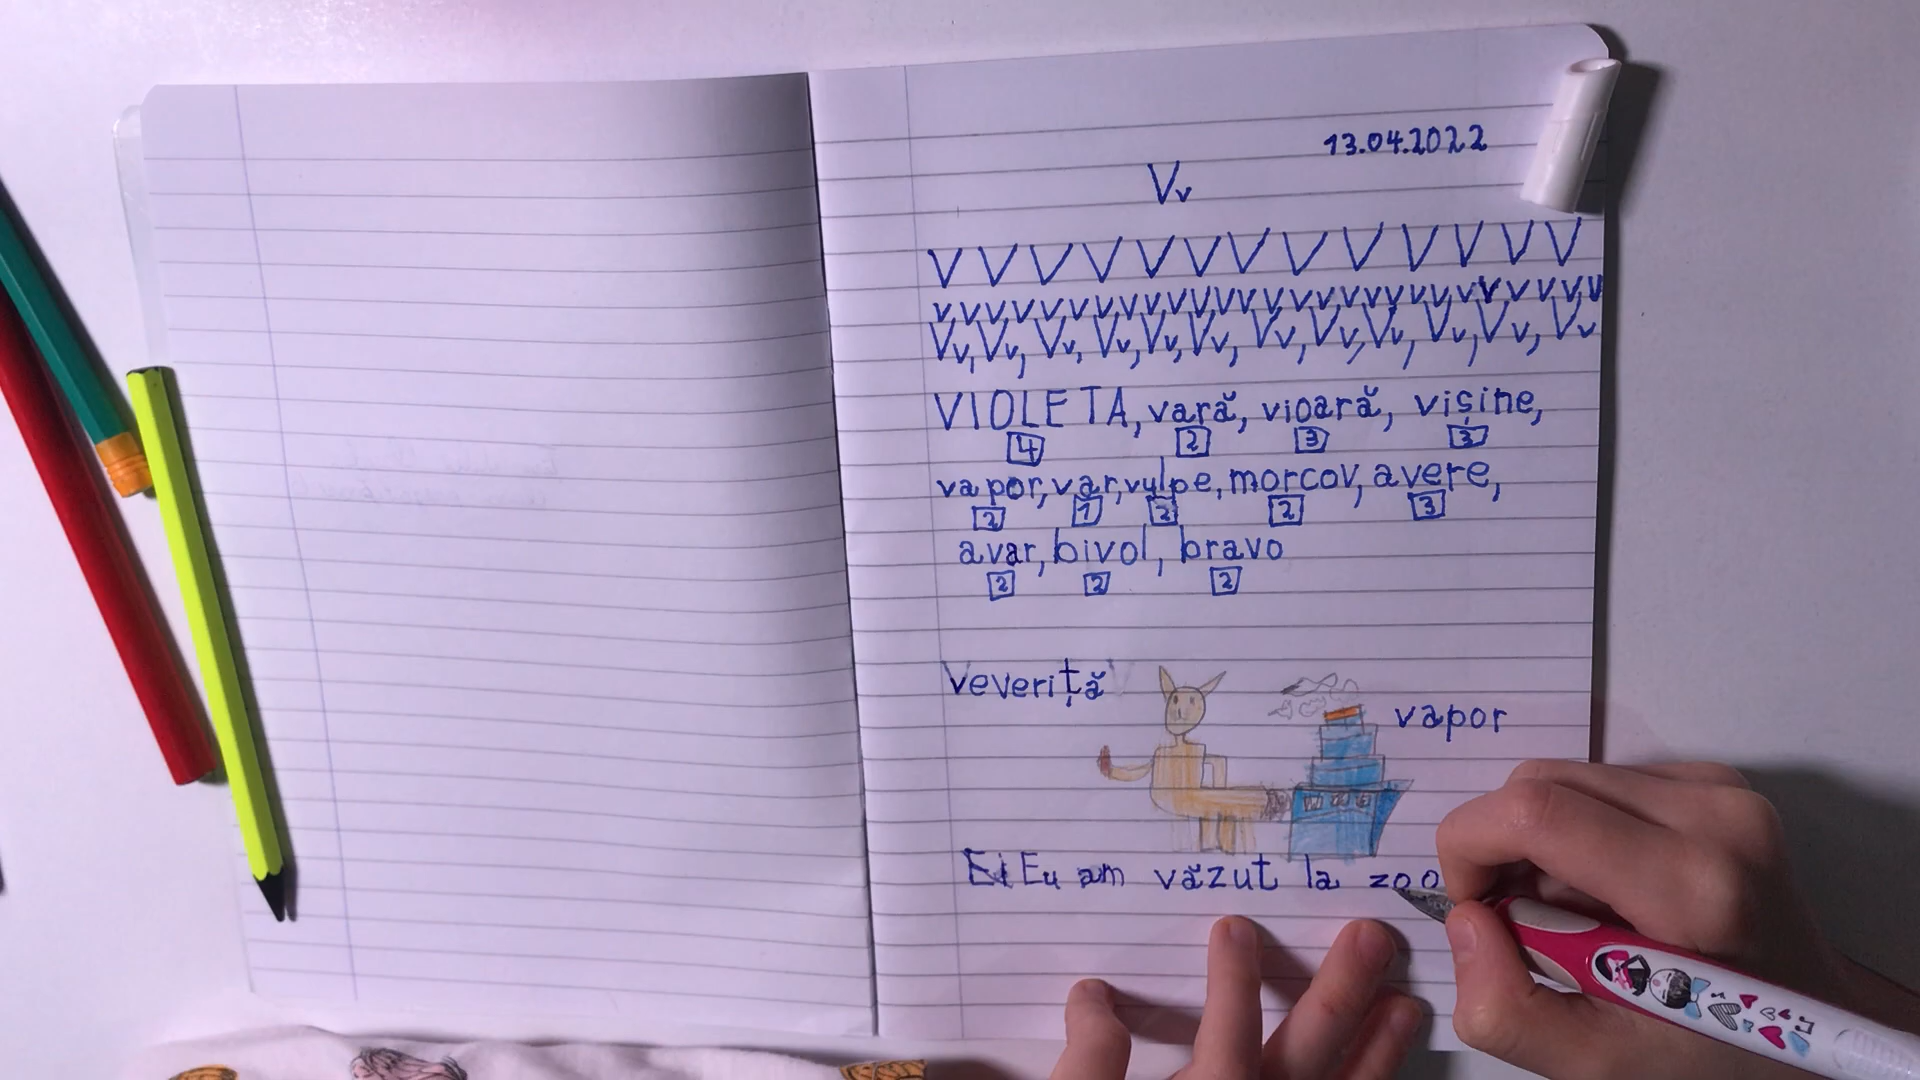 13.04.2022
Vv
V V V V V V V V V V V V V
v v v v v v v v v v v v v v v v v v v v v v v v v v v
Vv, Vv, Vv, Vv, Vv, Vv, Vv, Vv, Vv, Vv, Vv, Vv
VIOLETA, vară, vioară, vișine,
4 2 3 3
vapor, var, vulpe, morcov, avere,
2 1 2 2 3
avar, bivol, bravo
2 2 2
Veveriță
vapor
Eu am văzut la zoo